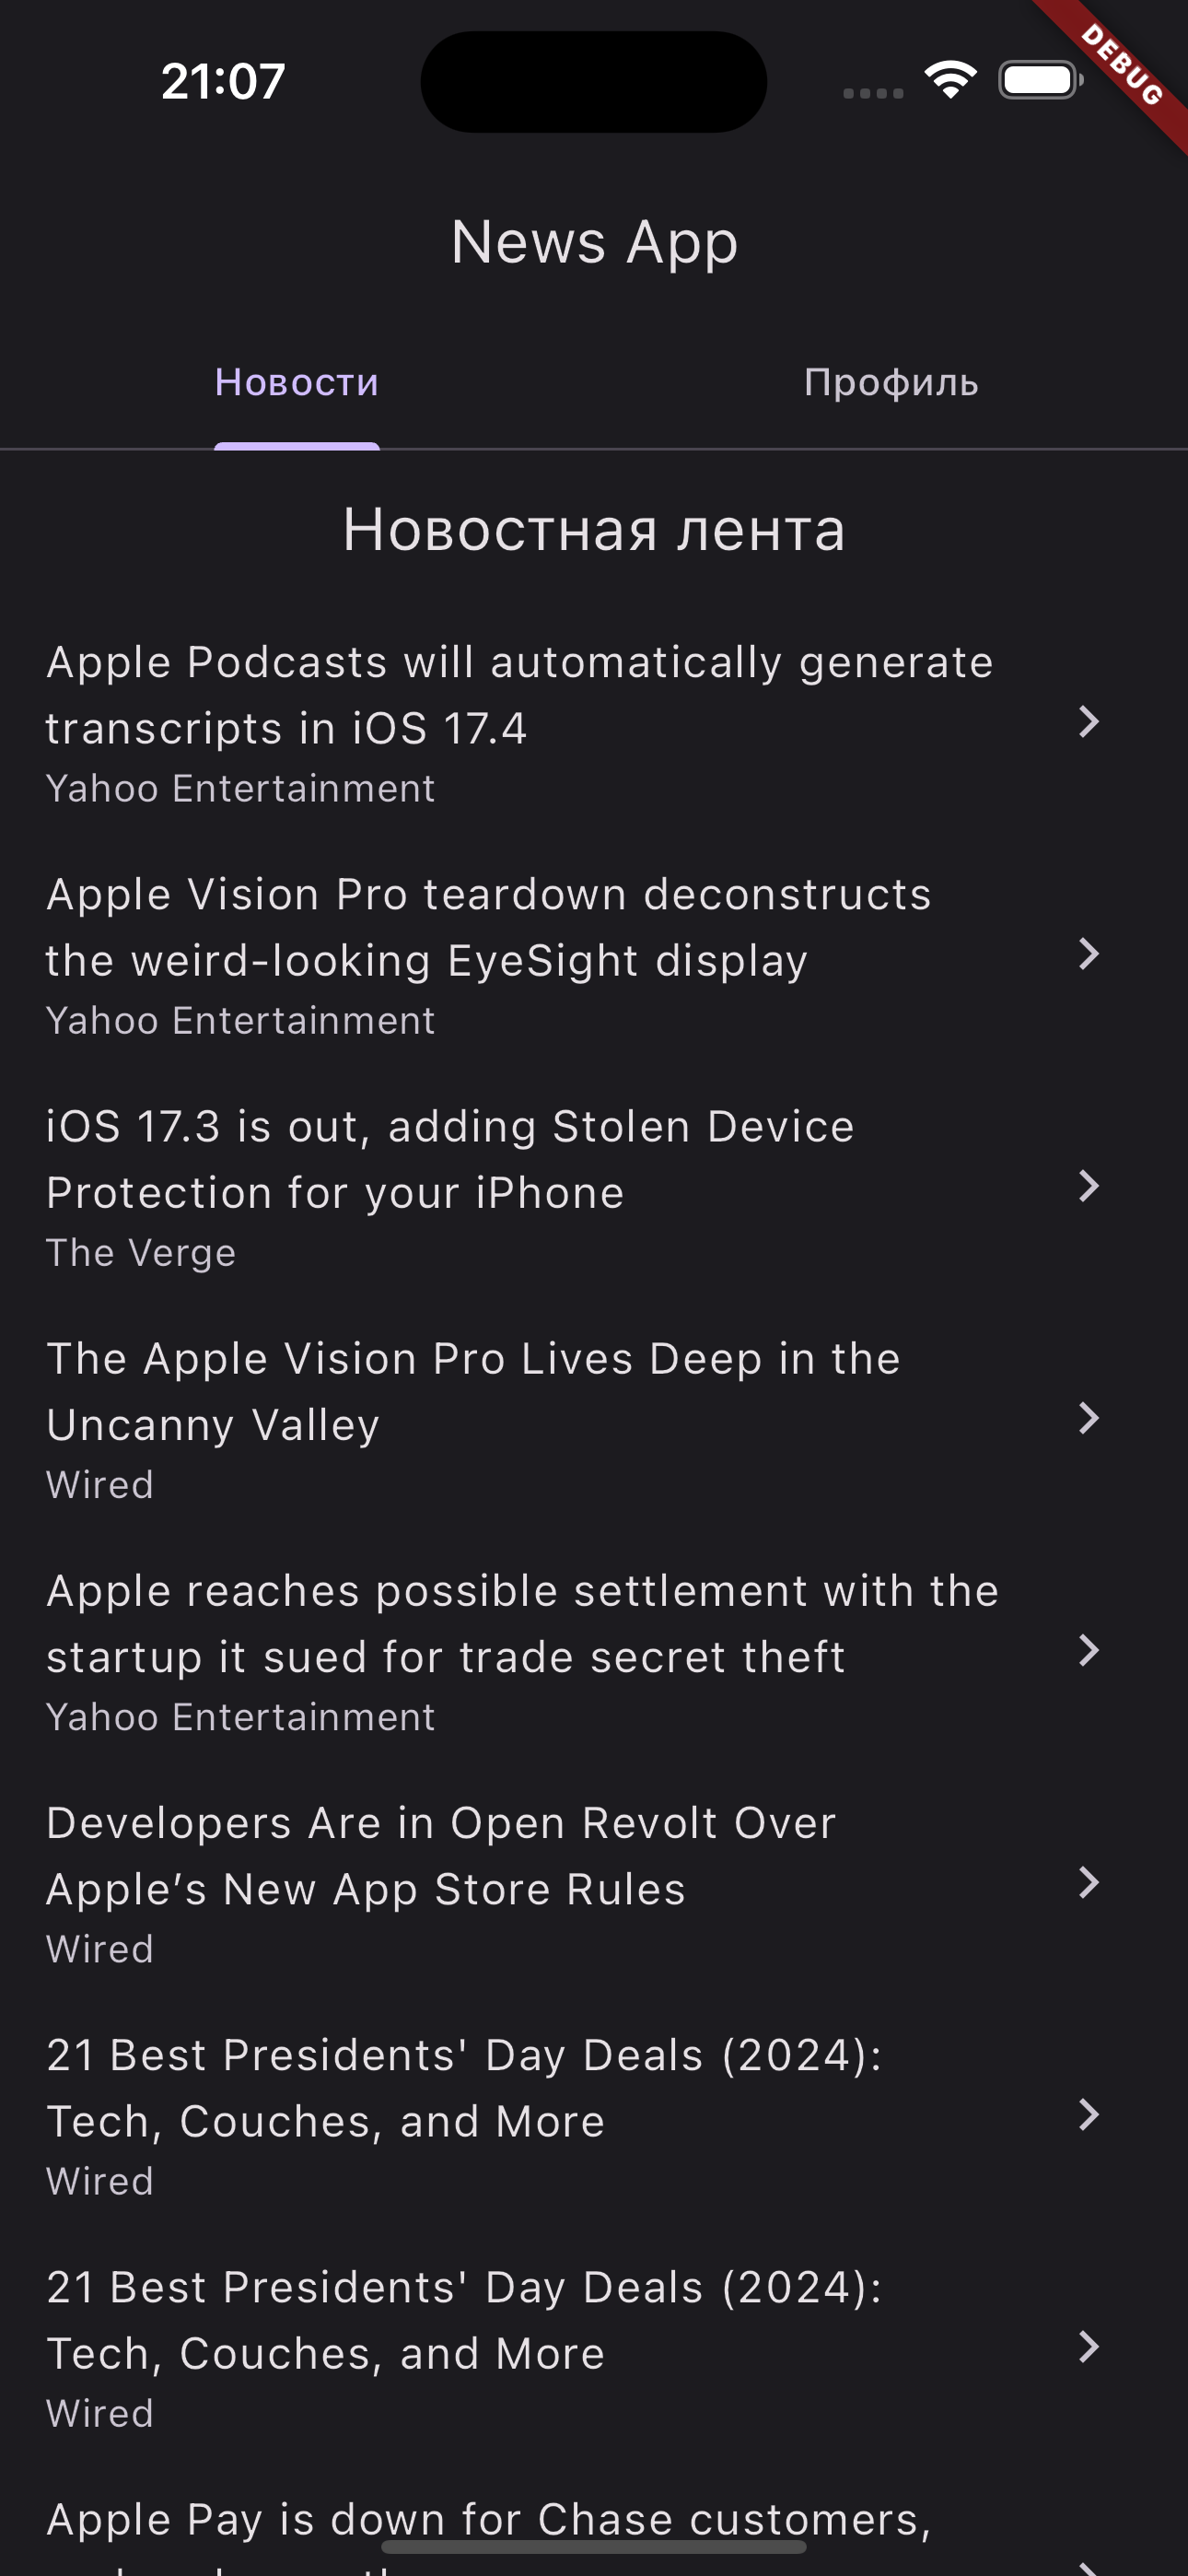 21:07
DEBUG
News App
Новости
Профиль
Новостная лента
Apple Podcasts will automatically generate
transcripts in iOS 17.4
Yahoo Entertainment
Apple Vision Pro teardown deconstructs
the weird-looking EyeSight display
Yahoo Entertainment
iOS 17.3 is out, adding Stolen Device
Protection for your iPhone
The Verge
The Apple Vision Pro Lives Deep in the
Uncanny Valley
Wired
Apple reaches possible settlement with the
startup it sued for trade secret theft
Yahoo Entertainment
Developers Are in Open Revolt Over
Apple’s New App Store Rules
Wired
21 Best Presidents' Day Deals (2024):
Tech, Couches, and More
Wired
21 Best Presidents' Day Deals (2024):
Tech, Couches, and More
Wired
Apple Pay is down for Chase customers,